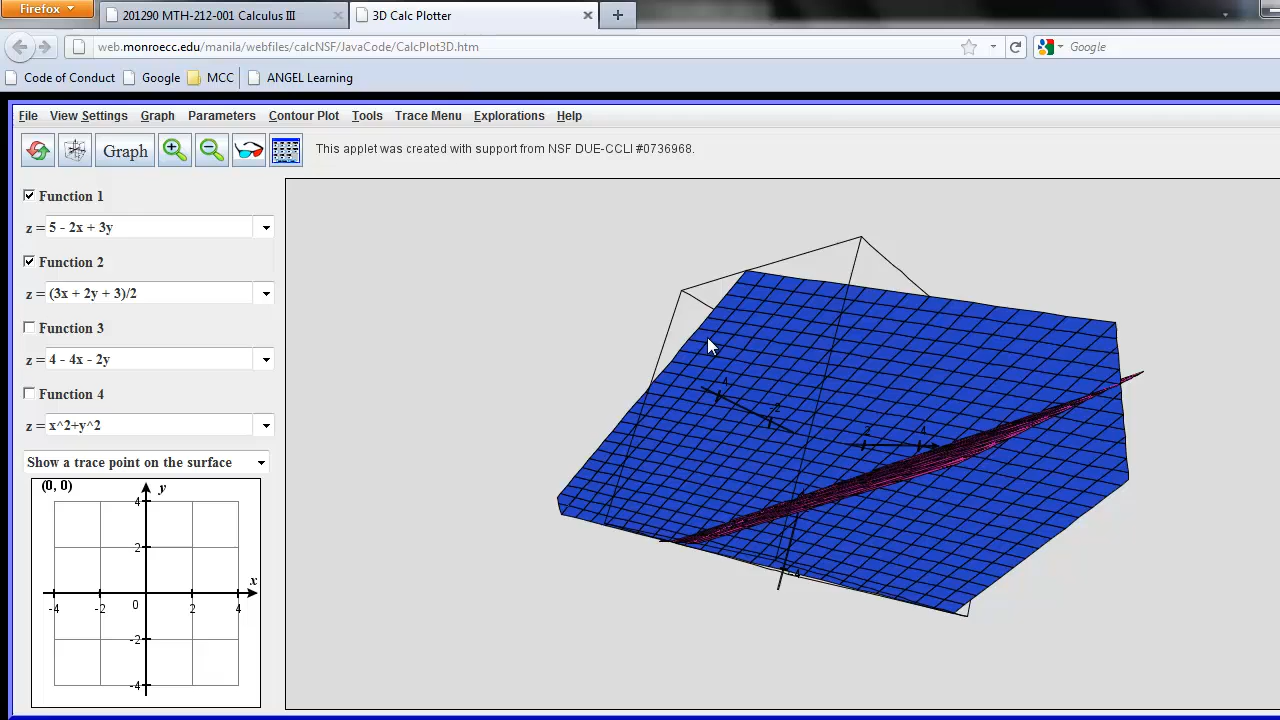 Firefox
201290 MTH-212-001 Calculus III
3D Calc Plotter
web.monroecc.edu/manila/webfiles/calcNSF/JavaCode/CalcPlot3D.htm
Google
Code of Conduct Google MCC ANGEL Learning
File View Settings Graph Parameters Contour Plot Tools Trace Menu Explorations Help
Graph This applet was created with support from NSF DUE-CCLI #0736968.
Function 1
z = 5 - 2x + 3y
Function 2
z = (3x + 2y + 3)/2
Function 3
z = 4 - 4x - 2y
Function 4
z = x^2+y^2
Show a trace point on the surface
(0, 0) y
4
2
x
-4 -2 0 2 4
-2
-4